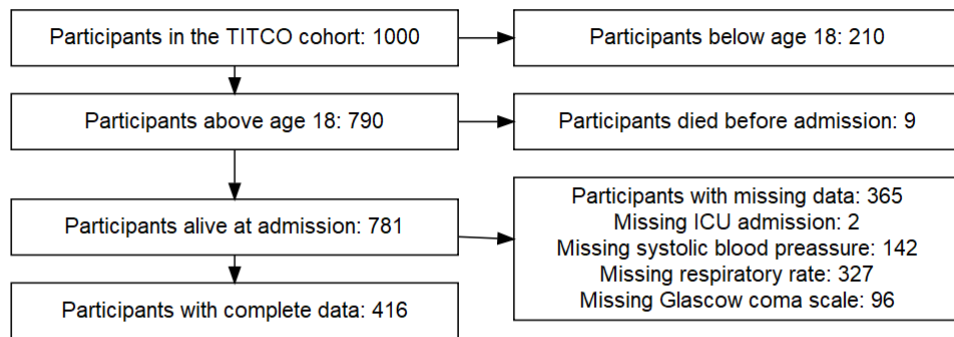 Participants in the TITCO cohort: 1000
Participants below age 18: 210
Participants above age 18: 790
Participants died before admission: 9
Participants alive at admission: 781
Participants with missing data: 365
Missing ICU admission: 2
Missing systolic blood preassure: 142
Missing respiratory rate: 327
Missing Glascow coma scale: 96
Participants with complete data: 416